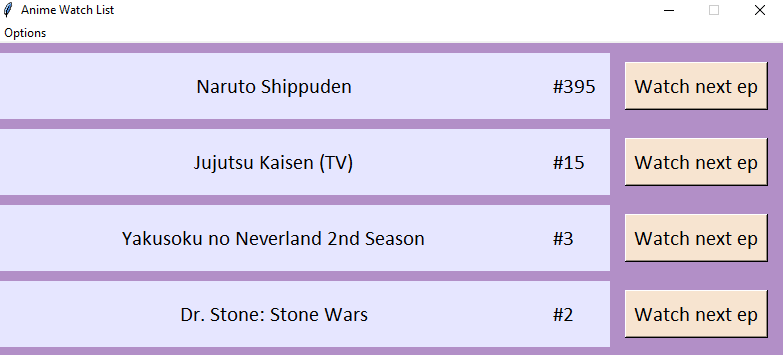 Anime Watch List
Options
Naruto Shippuden #395 Watch next ep
Jujutsu Kaisen (TV) #15 Watch next ep
Yakusoku no Neverland 2nd Season #3 Watch next ep
Dr. Stone: Stone Wars #2 Watch next ep